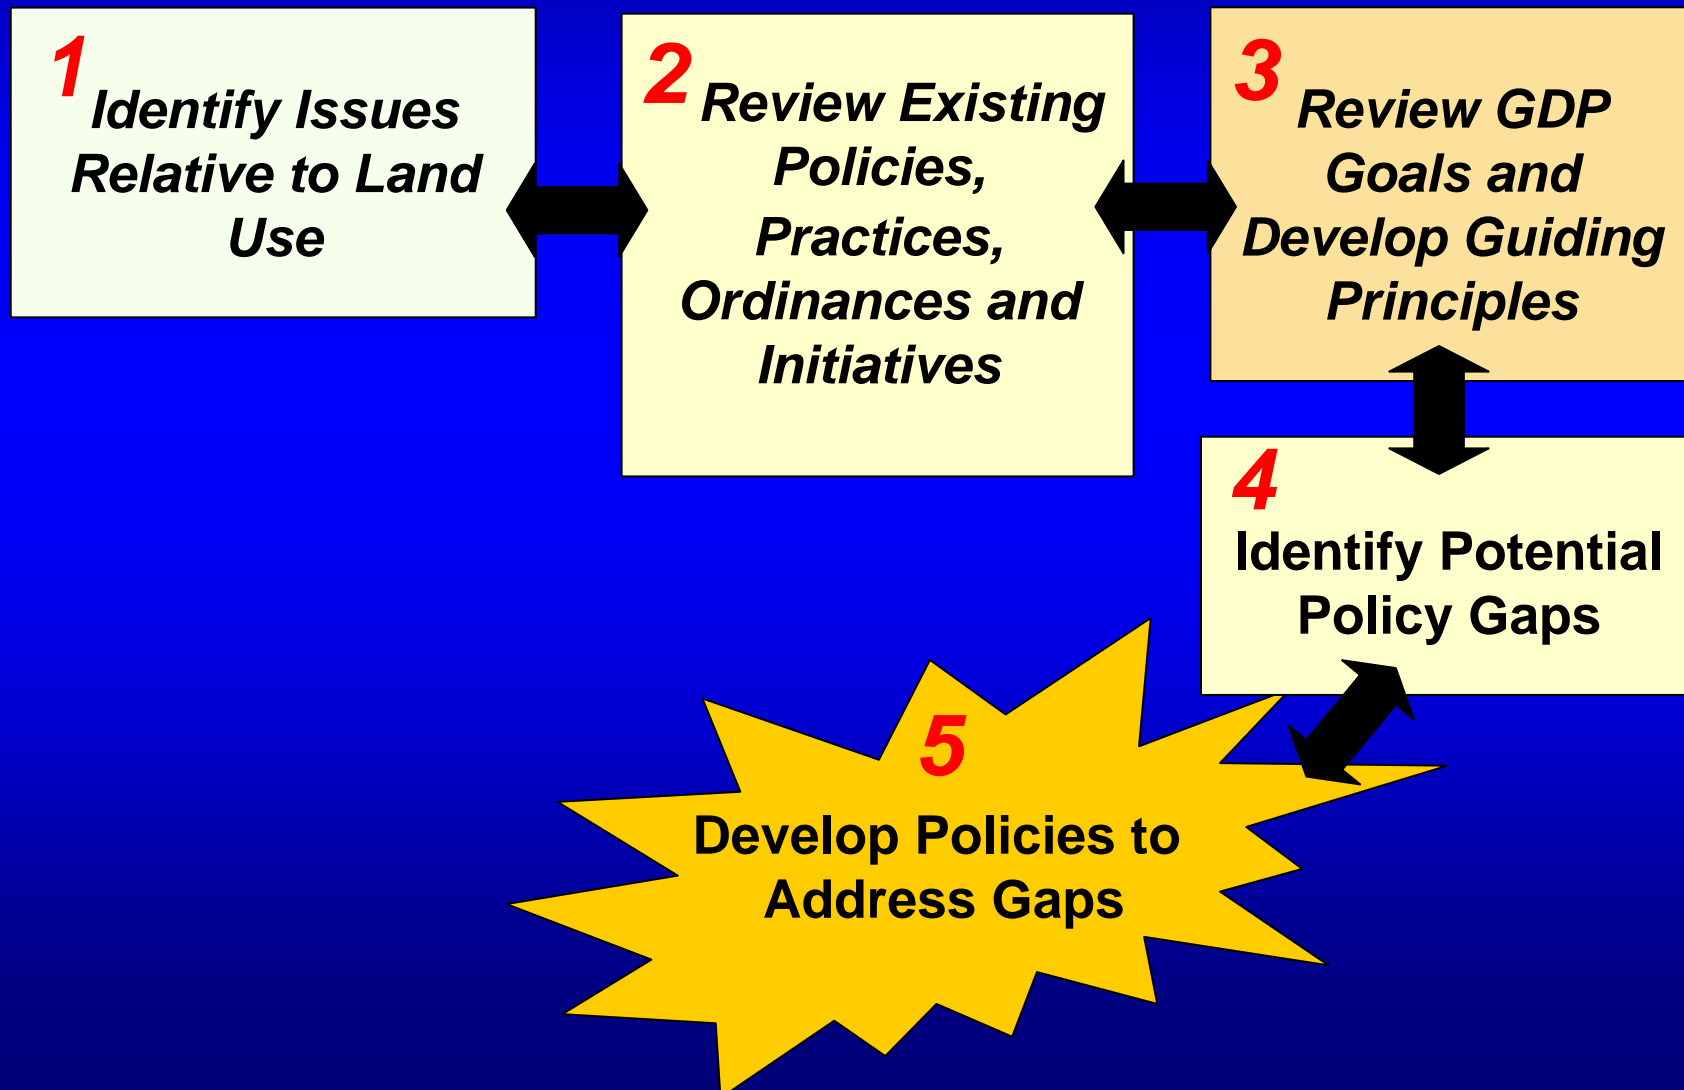 1
Identify Issues
Relative to Land
Use
2
Review Existing
Policies,
Practices,
Ordinances and
Initiatives
3
Review GDP
Goals and
Develop Guiding
Principles
4
Identify Potential
Policy Gaps
5
Develop Policies to
Address Gaps